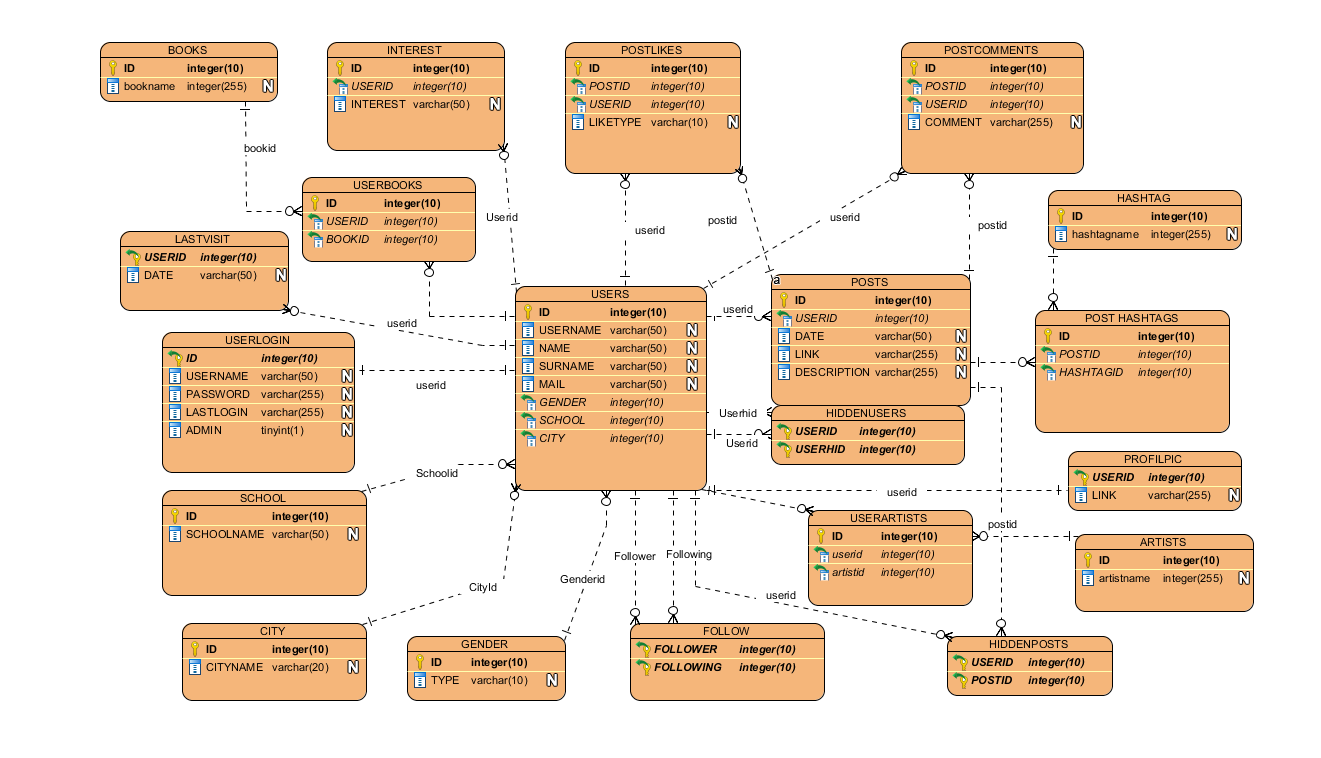 BOOKS
ID integer(10)
bookname integer(255) N
INTEREST
ID integer(10)
USERID integer(10)
INTEREST varchar(50) N
POSTLIKES
ID integer(10)
POSTID integer(10)
USERID integer(10)
LIKETYPE varchar(10) N
POSTCOMMENTS
ID integer(10)
POSTID integer(10)
USERID integer(10)
COMMENT varchar(255) N
bookid
USERBOOKS
ID integer(10)
USERID integer(10)
BOOKID integer(10)
Userid
userid
postid
userid
postid
HASHTAG
ID integer(10)
hashtagname integer(255) N
LASTVISIT
USERID integer(10)
DATE varchar(50) N
userid
USERS
ID integer(10)
USERNAME varchar(50) N
NAME varchar(50) N
SURNAME varchar(50) N
MAIL varchar(50) N
GENDER integer(10)
SCHOOL integer(10)
CITY integer(10)
userid
a
POSTS
ID integer(10)
USERID integer(10)
DATE varchar(50) N
LINK varchar(255) N
DESCRIPTION varchar(255) N
POST HASHTAGS
ID integer(10)
POSTID integer(10)
HASHTAGID integer(10)
USERLOGIN
ID integer(10)
USERNAME varchar(50) N
PASSWORD varchar(255) N
LASTLOGIN varchar(255) N
ADMIN tinyint(1) N
userid
Userhid
Userid
HIDDENUSERS
USERID integer(10)
USERHID integer(10)
PROFILPIC
USERID integer(10)
LINK varchar(255) N
Schoolid
userid
SCHOOL
ID integer(10)
SCHOOLNAME varchar(50) N
USERARTISTS
ID integer(10)
userid integer(10)
artistid integer(10)
postid
ARTISTS
ID integer(10)
artistname integer(255) N
CityId
Genderid
Follower
Following
userid
CITY
ID integer(10)
CITYNAME varchar(20) N
GENDER
ID integer(10)
TYPE varchar(10) N
FOLLOW
FOLLOWER integer(10)
FOLLOWING integer(10)
HIDDENPOSTS
USERID integer(10)
POSTID integer(10)